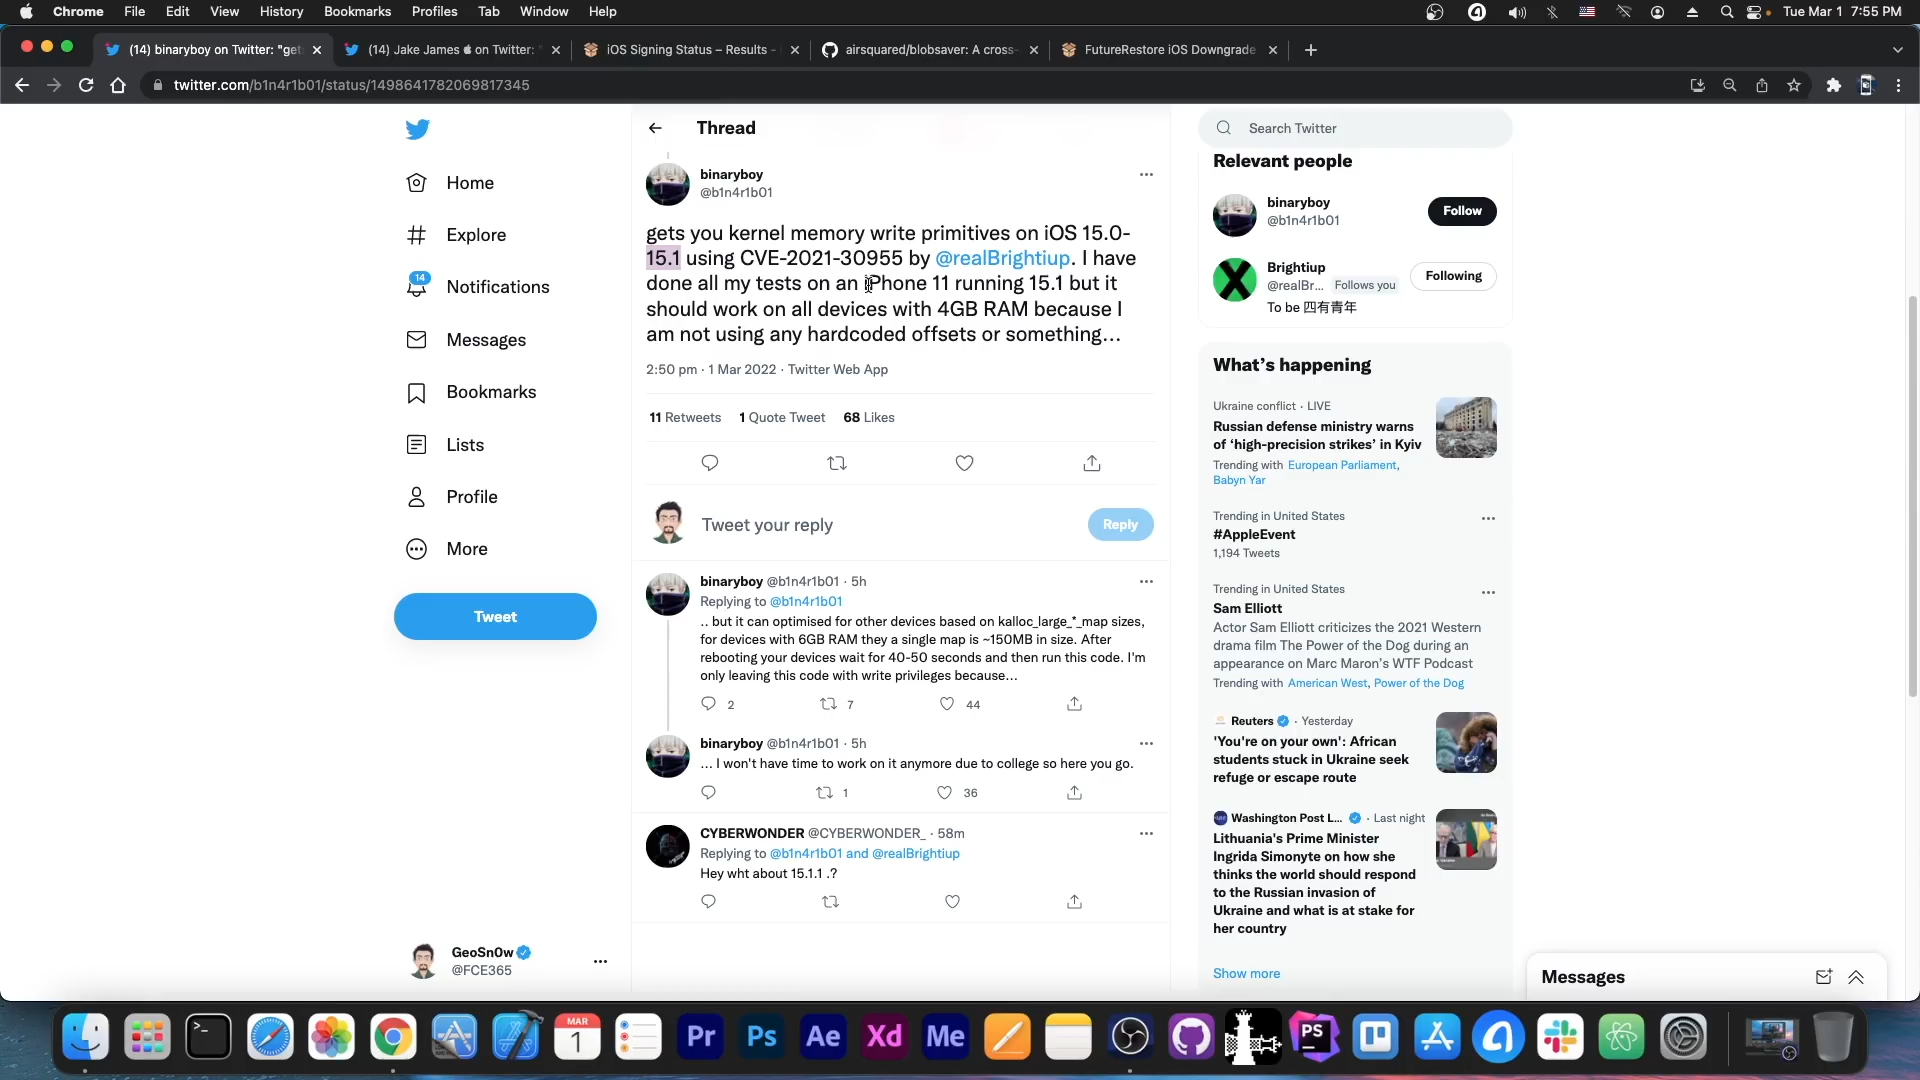 Chrome File Edit View History Bookmarks Profiles Tab Window Help
Tue Mar 1 7:55 PM
(14) binaryboy on Twitter: "get
(14) Jake James on Twitter: "
iOS Signing Status – Results -
airsquared/blobsaver: A cross-
FutureRestore iOS Downgrade
twitter.com/b1n4r1b01/status/1498641782069817345
Home
Explore
14
Notifications
Messages
Bookmarks
Lists
Profile
More
Tweet
GeoSn0w
@FCE365
Thread
binaryboy
@b1n4r1b01
gets you kernel memory write primitives on iOS 15.0-
15.1 using CVE-2021-30955 by @realBrightiup. I have
done all my tests on an iPhone 11 running 15.1 but it
should work on all devices with 4GB RAM because I
am not using any hardcoded offsets or something...
2:50 pm · 1 Mar 2022 · Twitter Web App
11 Retweets 1 Quote Tweet 68 Likes
Tweet your reply
Reply
binaryboy @b1n4r1b01 · 5h
Replying to @b1n4r1b01
.. but it can optimised for other devices based on kalloc_large_*_map sizes,
for devices with 6GB RAM they a single map is ~150MB in size. After
rebooting your devices wait for 40-50 seconds and then run this code. I'm
only leaving this code with write privileges because...
2 7 44
binaryboy @b1n4r1b01 · 5h
... I won't have time to work on it anymore due to college so here you go.
1 36
CYBERWONDER @CYBERWONDER_ · 58m
Replying to @b1n4r1b01 and @realBrightiup
Hey wht about 15.1.1 .?
Search Twitter
Relevant people
binaryboy
@b1n4r1b01
Follow
Brightiup
@realBr... Follows you
Following
To be 四有青年
What's happening
Ukraine conflict · LIVE
Russian defense ministry warns
of 'high-precision strikes' in Kyiv
Trending with European Parliament,
Babyn Yar
Trending in United States
#AppleEvent
1,194 Tweets
Trending in United States
Sam Elliott
Actor Sam Elliott criticizes the 2021 Western
drama film The Power of the Dog during an
appearance on Marc Maron's WTF Podcast
Trending with American West, Power of the Dog
Reuters · Yesterday
'You're on your own': African
students stuck in Ukraine seek
refuge or escape route
Washington Post L... · Last night
Lithuania's Prime Minister
Ingrida Simonyte on how she
thinks the world should respond
to the Russian invasion of
Ukraine and what is at stake for
her country
Show more
Messages
MAR
1
Pr
Ps
Ae
Xd
Me
PS